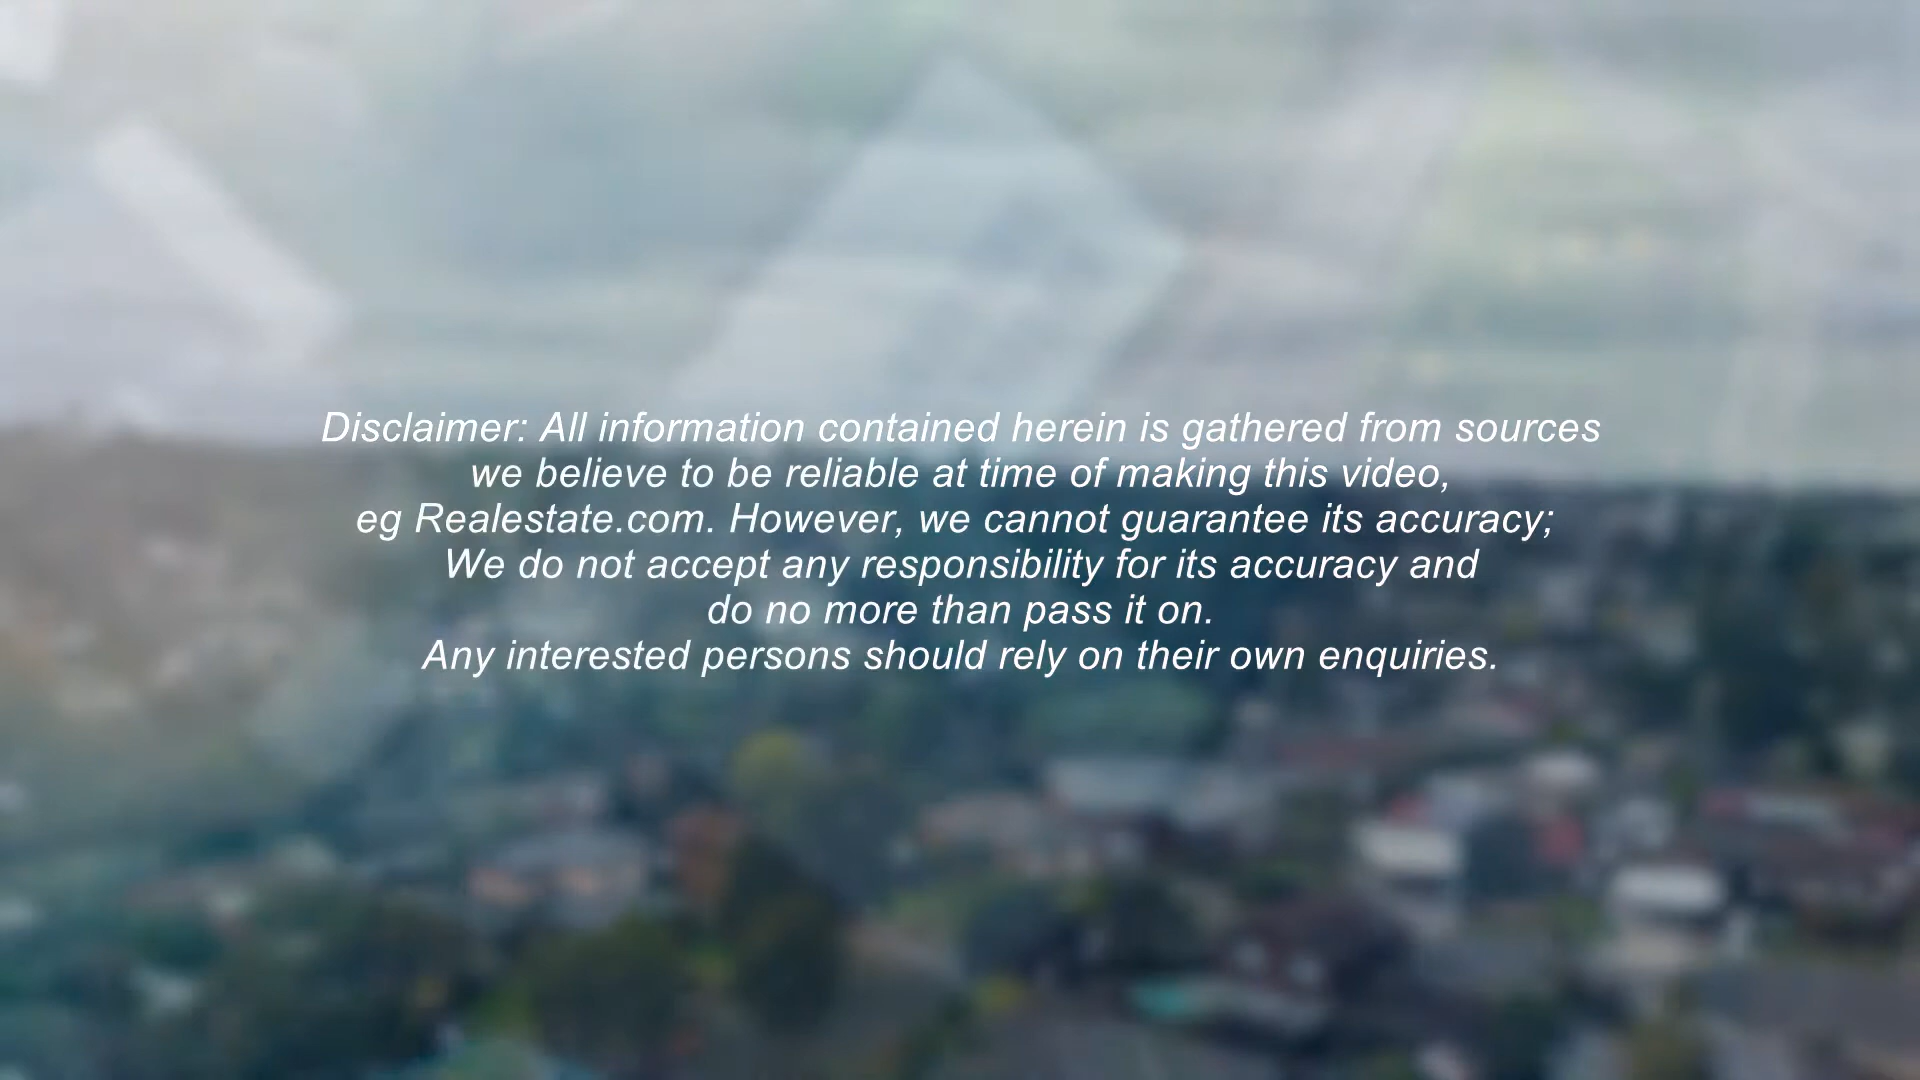 Disclaimer: All information contained herein is gathered from sources
we believe to be reliable at time of making this video,
eg Realestate.com. However, we cannot guarantee its accuracy;
We do not accept any responsibility for its accuracy and
do no more than pass it on.
Any interested persons should rely on their own enquiries.